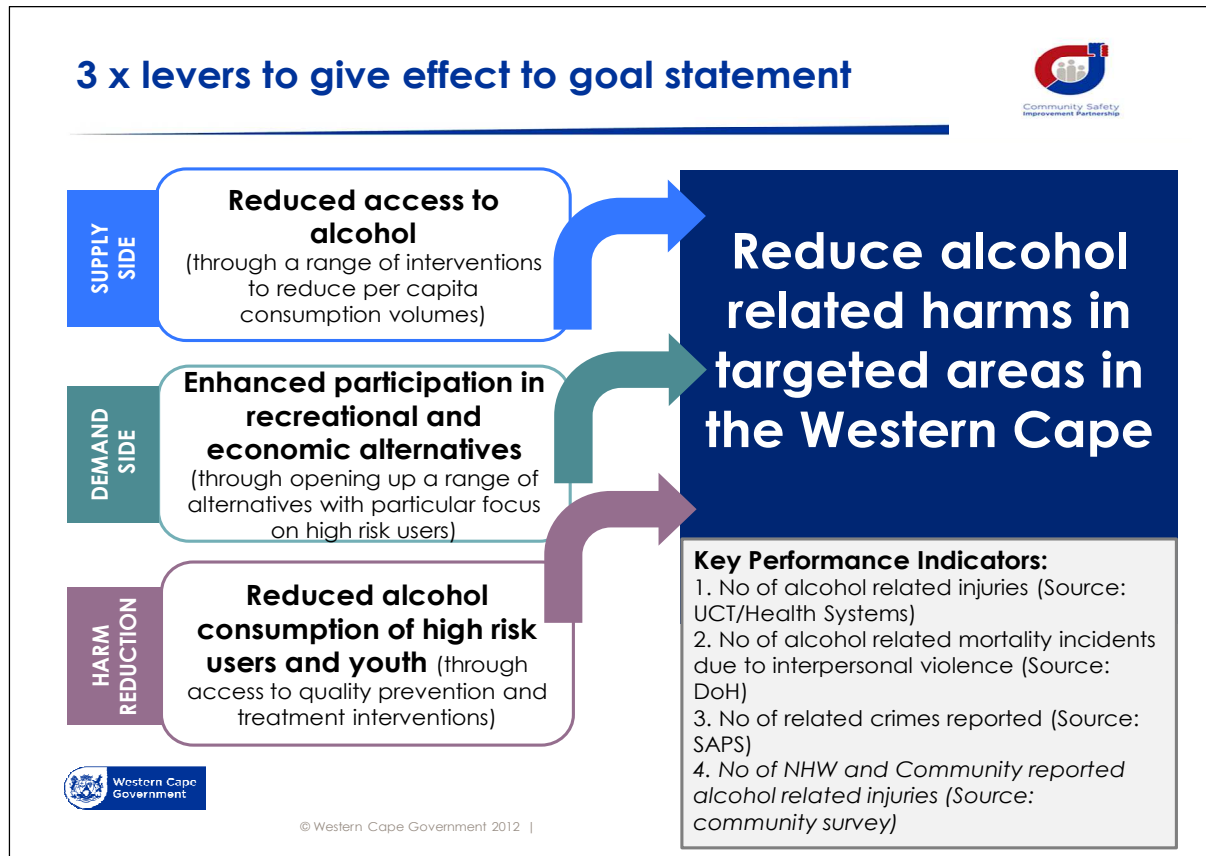 3 x levers to give effect to goal statement
Community Safety
Improvement Partnership
SUPPLY
SIDE
Reduced access to
alcohol
(through a range of interventions
to reduce per capita
consumption volumes)
DEMAND
SIDE
Enhanced participation in
recreational and
economic alternatives
(through opening up a range of
alternatives with particular focus
on high risk users)
HARM
REDUCTION
Reduced alcohol
consumption of high risk
users and youth (through
access to quality prevention and
treatment interventions)
Reduce alcohol
related harms in
targeted areas in
the Western Cape
Key Performance Indicators:
1. No of alcohol related injuries (Source:
UCT/Health Systems)
2. No of alcohol related mortality incidents
due to interpersonal violence (Source:
DoH)
3. No of related crimes reported (Source:
SAPS)
4. No of NHW and Community reported
alcohol related injuries (Source:
community survey)
Western Cape
Government
© Western Cape Government 2012 |